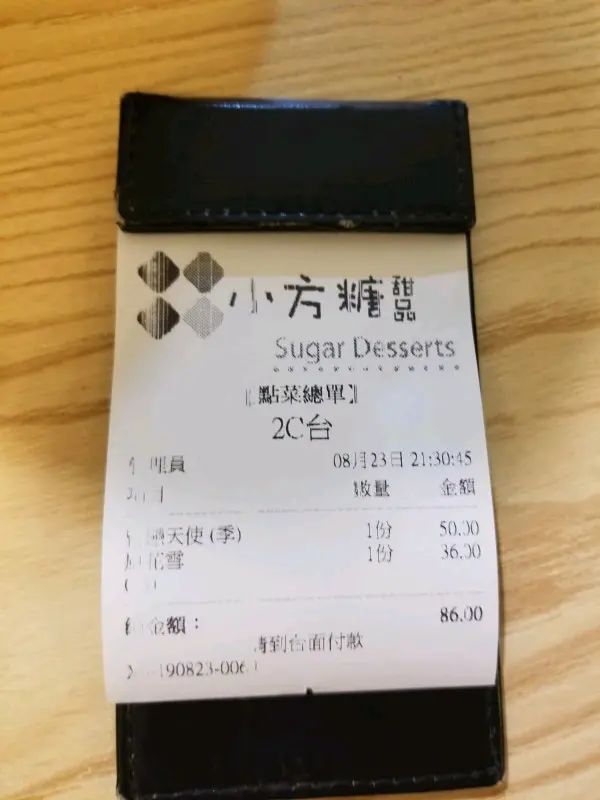 小方糖甜品
Sugar Desserts
【點菜總單】
2C台
08月23日 21:30:45
數量 金額
天使 (季) 1份 50.00
花雪 1份 36.00
金額： 86.00
請到台面付款
190823-006